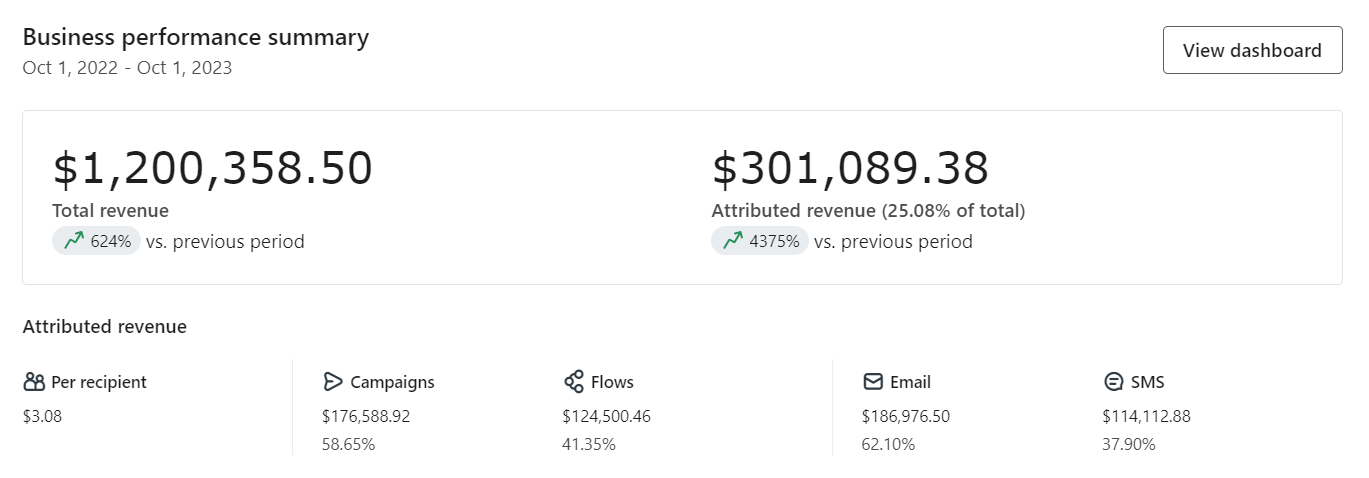 Business performance summary
Oct 1, 2022 - Oct 1, 2023
View dashboard
$1,200,358.50
Total revenue
624% vs. previous period
$301,089.38
Attributed revenue (25.08% of total)
4375% vs. previous period
Attributed revenue
Per recipient
$3.08
Campaigns
$176,588.92
58.65%
Flows
$124,500.46
41.35%
Email
$186,976.50
62.10%
SMS
$114,112.88
37.90%